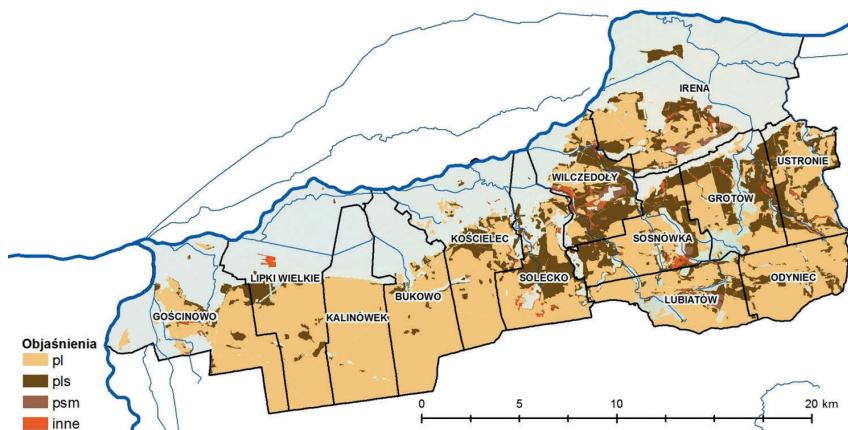 IRENA
USTRONIE
WILCZEDOŁY
GROTÓW
KOŚCIELEC
SOSNÓWKA
LIPKI WIELKIE
SOLECKO
ODYNIEC
BUKOWO
LUBIATÓW
GOŚCINOWO
KALINÓWEK
Objaśnienia
pl
pls
psm
inne
0 5 10 20 km